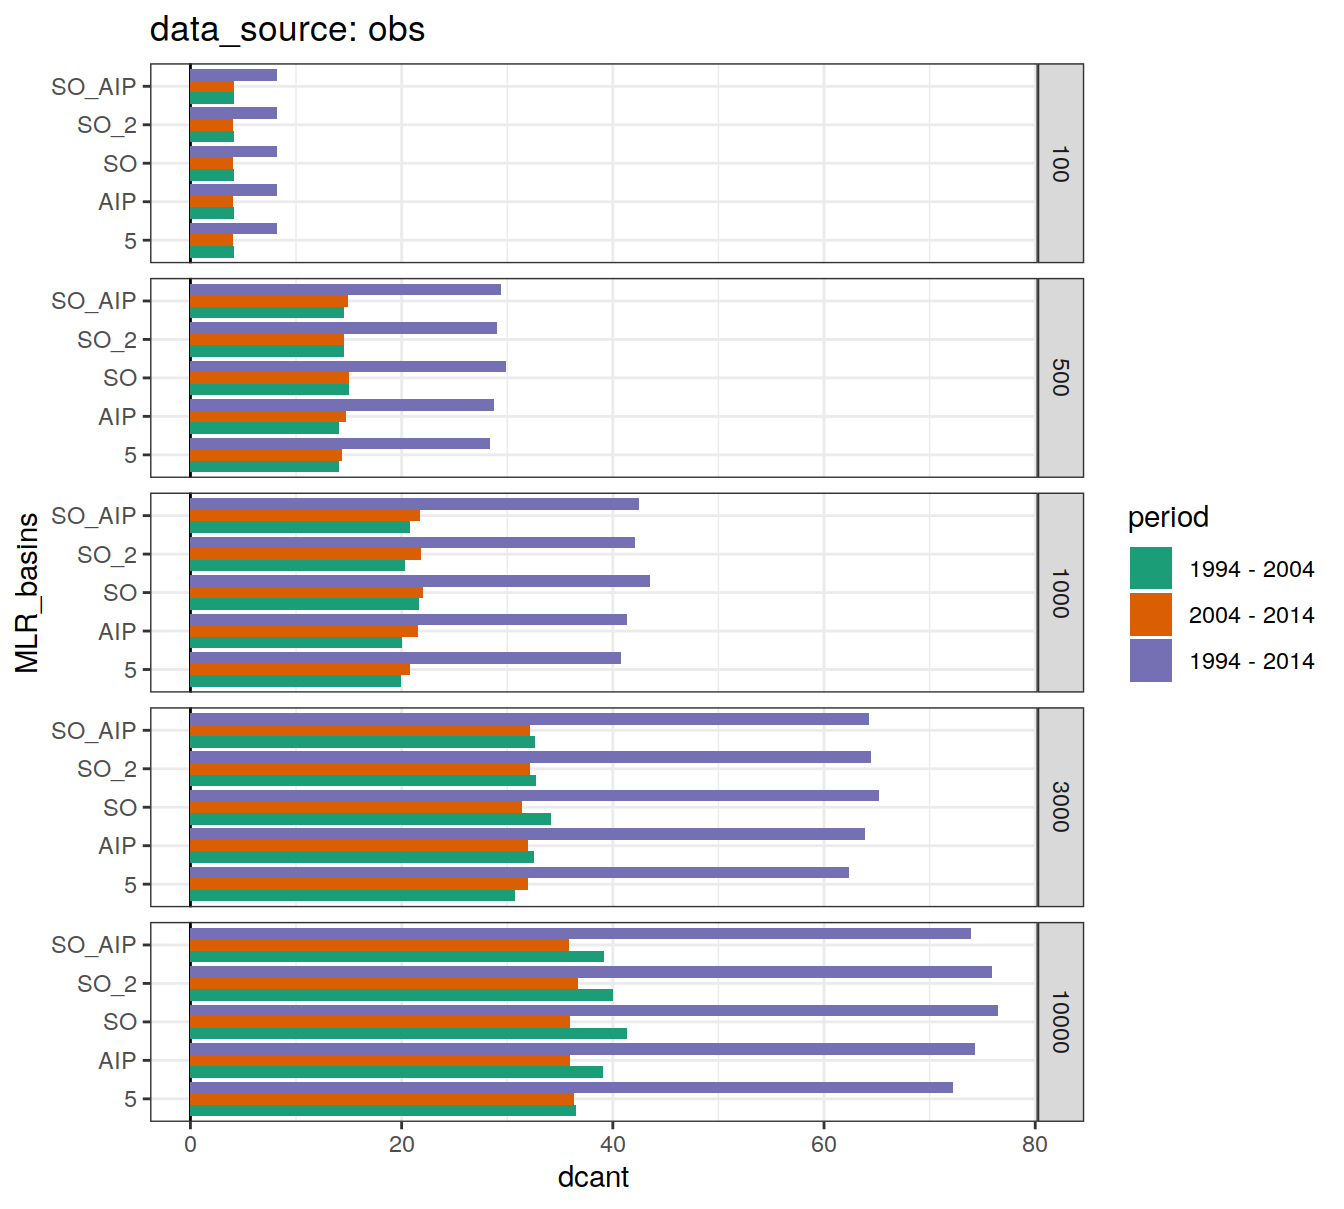 data_source: obs
SO_AIP
SO_2
SO
AIP
5
100
SO_AIP
SO_2
SO
AIP
5
500
SO_AIP
SO_2
SO
AIP
5
1000
SO_AIP
SO_2
SO
AIP
5
3000
SO_AIP
SO_2
SO
AIP
5
10000
0 20 40 60 80
dcant
MLR_basins
period
1994 - 2004
2004 - 2014
1994 - 2014